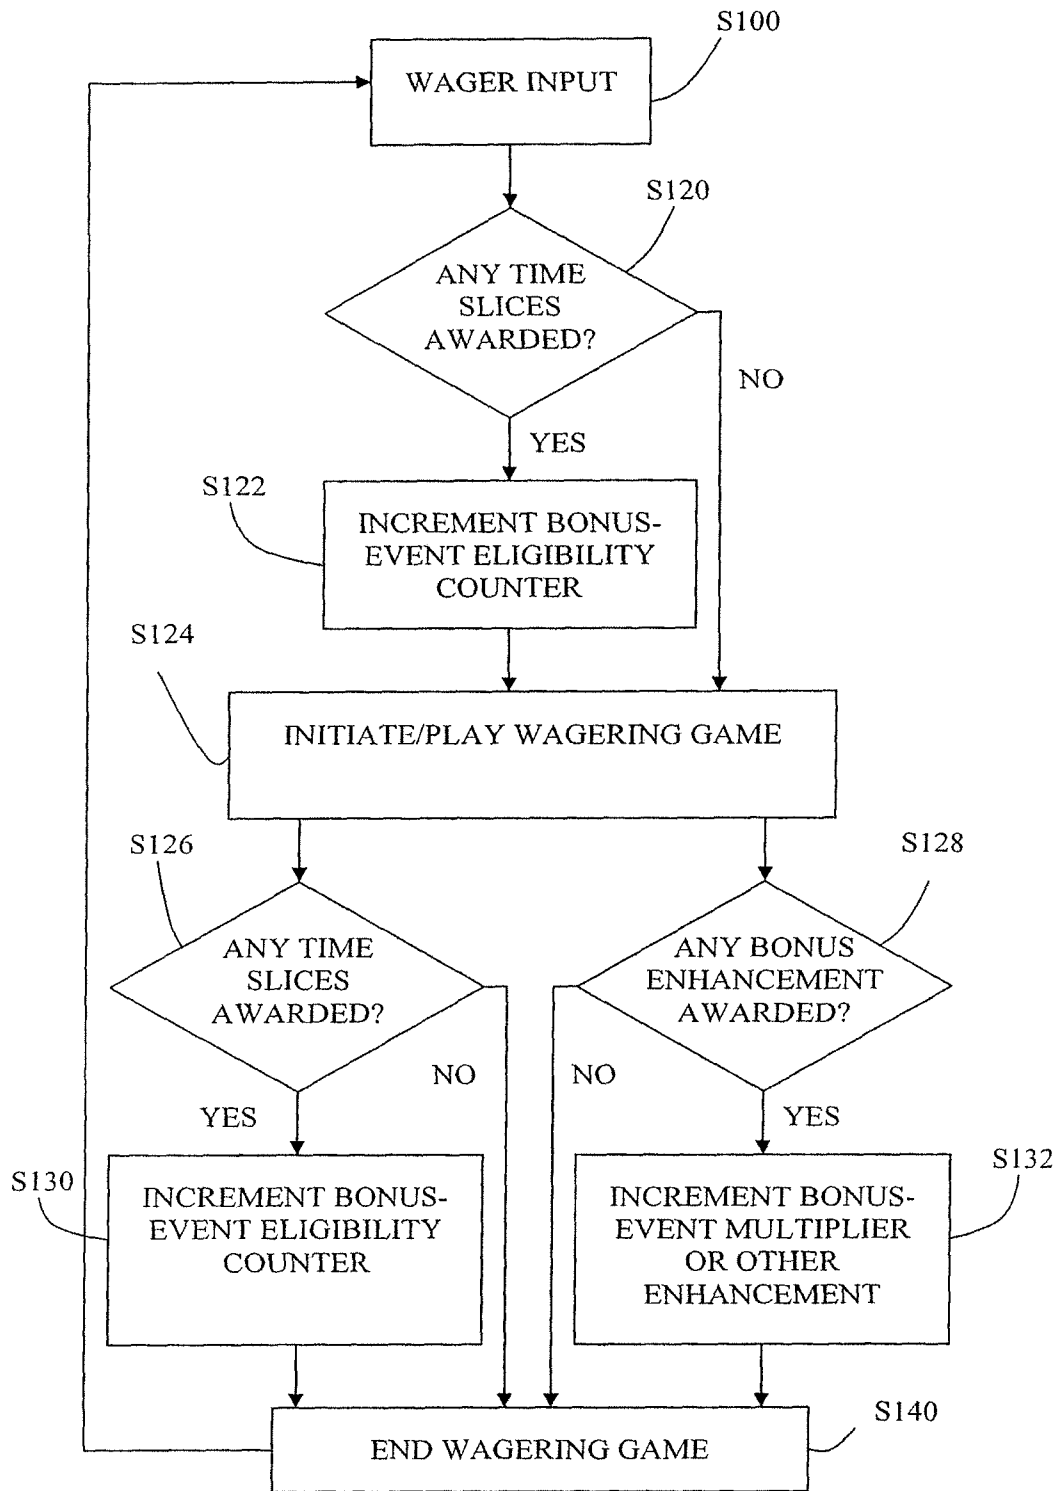 S100
WAGER INPUT
S120
ANY TIME
SLICES
AWARDED?
NO
YES
S122
INCREMENT BONUS-
EVENT ELIGIBILITY
COUNTER
S124
INITIATE/PLAY WAGERING GAME
S126
S128
ANY TIME
SLICES
AWARDED?
ANY BONUS
ENHANCEMENT
AWARDED?
NO
NO
YES
YES
S130
S132
INCREMENT BONUS-
EVENT ELIGIBILITY
COUNTER
INCREMENT BONUS-
EVENT MULTIPLIER
OR OTHER
ENHANCEMENT
S140
END WAGERING GAME